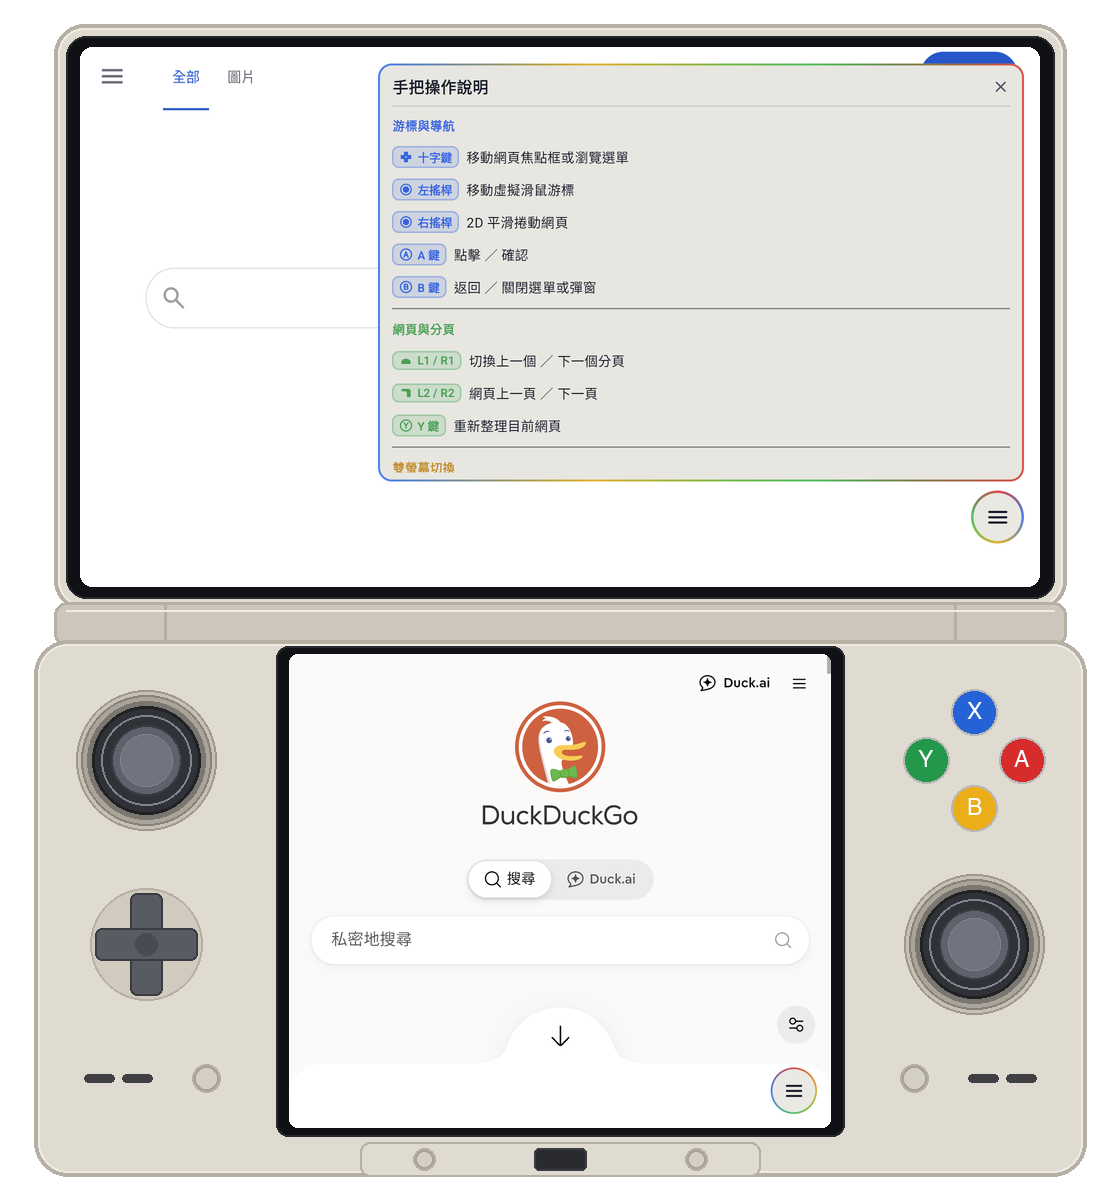 全部 圖片
手把操作說明
游標與導航
十字鍵 移動網頁焦點框或瀏覽選單
左搖桿 移動虛擬滑鼠游標
右搖桿 2D 平滑捲動網頁
A A 鍵 點擊 ／ 確認
B B 鍵 返回 ／ 關閉選單或彈窗
網頁與分頁
L1 / R1 切換上一個 ／ 下一個分頁
L2 / R2 網頁上一頁 ／ 下一頁
Y Y 鍵 重新整理目前網頁
雙螢幕切換
Duck.ai
DuckDuckGo
搜尋 Duck.ai
私密地搜尋
X
Y A
B